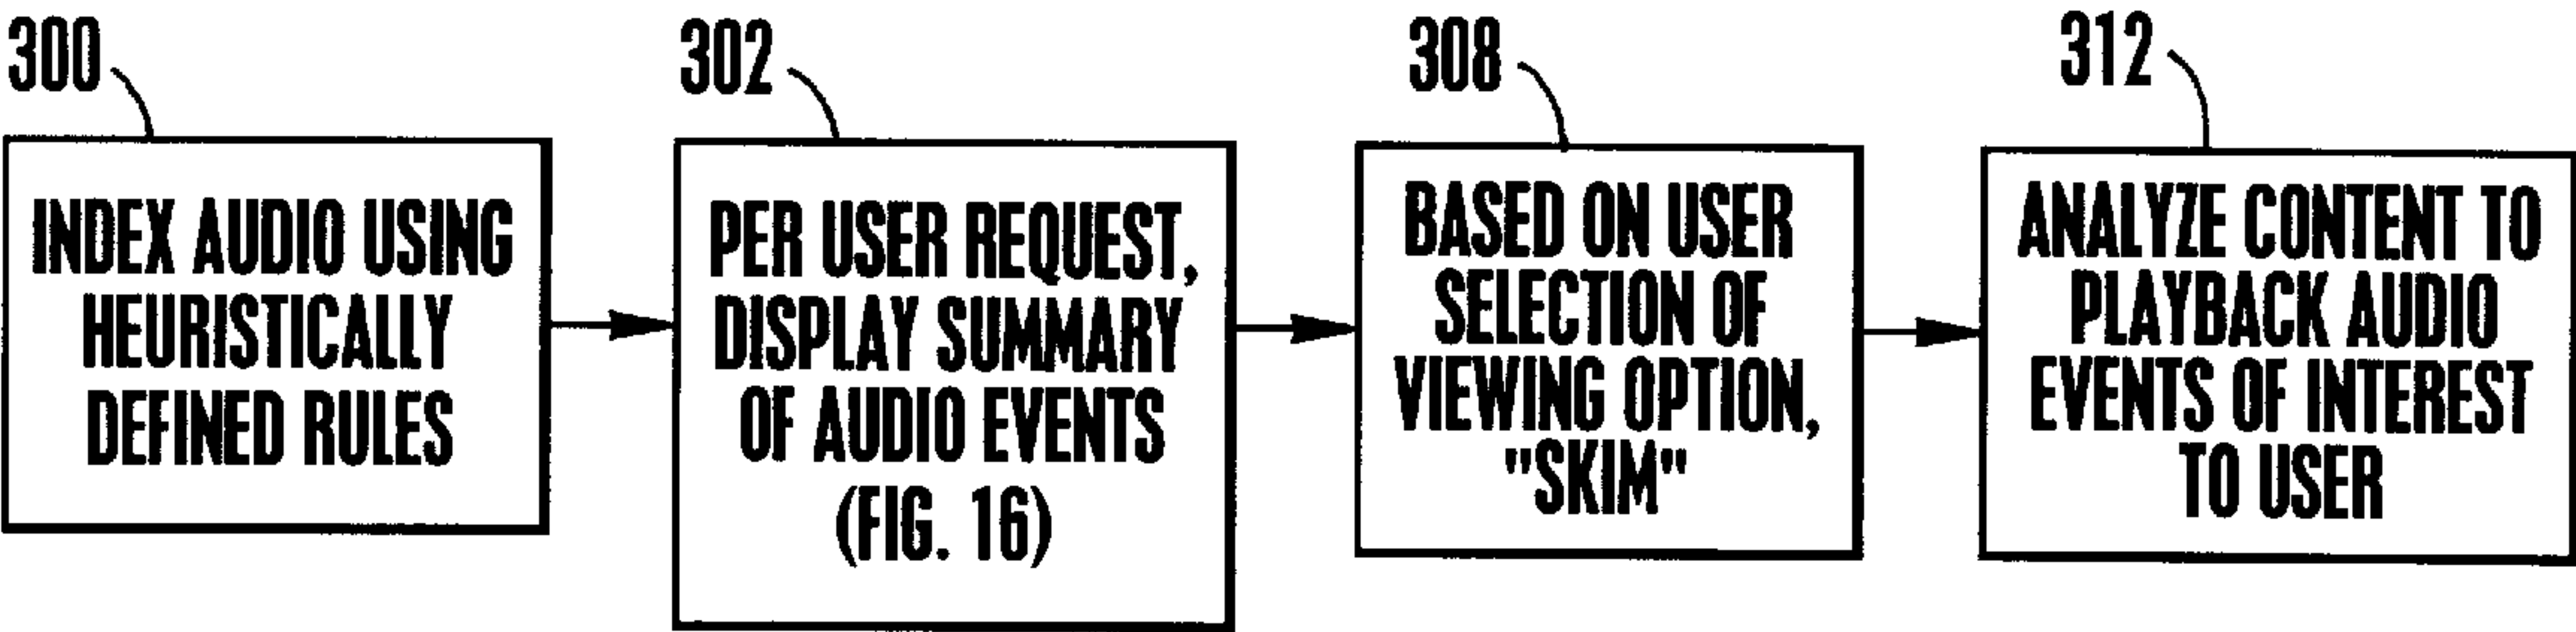 300
INDEX AUDIO USING
HEURISTICALLY
DEFINED RULES
302
PER USER REQUEST,
DISPLAY SUMMARY
OF AUDIO EVENTS
(FIG. 16)
308
BASED ON USER
SELECTION OF
VIEWING OPTION,
"SKIM"
312
ANALYZE CONTENT TO
PLAYBACK AUDIO
EVENTS OF INTEREST
TO USER